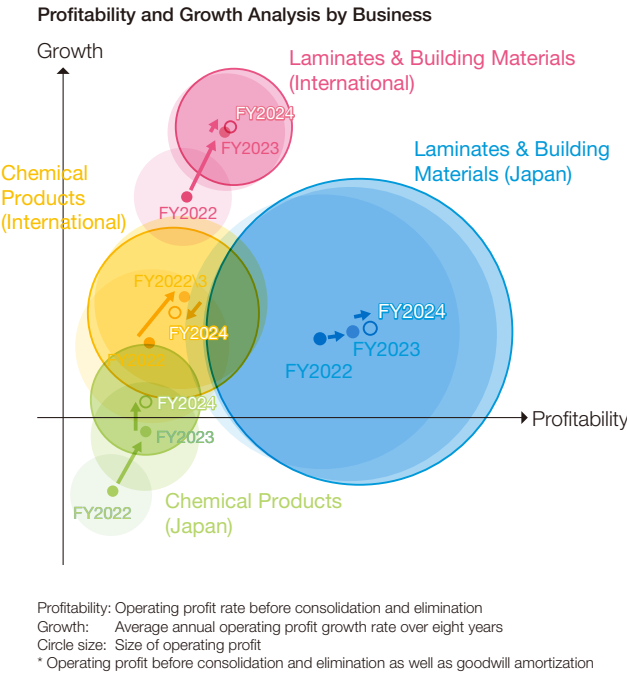 Profitability and Growth Analysis by Business
Growth
Laminates & Building Materials
(International)
FY2024
FY2023
FY2022
Laminates & Building
Materials (Japan)
FY2024
FY2023
FY2022
Chemical
Products
(International)
FY2022\3
FY2024
FY2024
FY2023
FY2022
Chemical Products
(Japan)
Profitability
Profitability: Operating profit rate before consolidation and elimination
Growth: Average annual operating profit growth rate over eight years
Circle size: Size of operating profit
* Operating profit before consolidation and elimination as well as goodwill amortization